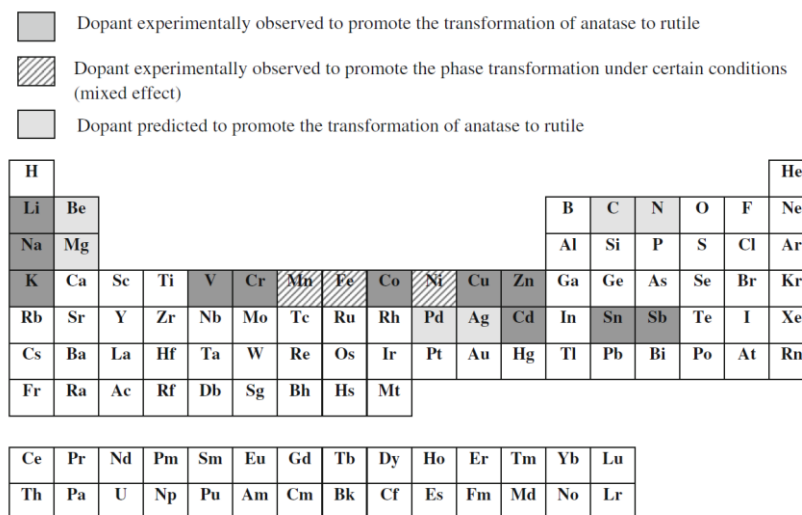 Dopant experimentally observed to promote the transformation of anatase to rutile
Dopant experimentally observed to promote the phase transformation under certain conditions
(mixed effect)
Dopant predicted to promote the transformation of anatase to rutile
H He
Li Be B C N O F Ne
Na Mg Al Si P S Cl Ar
K Ca Sc Ti V Cr Mn Fe Co Ni Cu Zn Ga Ge As Se Br Kr
Rb Sr Y Zr Nb Mo Tc Ru Rh Pd Ag Cd In Sn Sb Te I Xe
Cs Ba La Hf Ta W Re Os Ir Pt Au Hg Tl Pb Bi Po At Rn
Fr Ra Ac Rf Db Sg Bh Hs Mt
Ce Pr Nd Pm Sm Eu Gd Tb Dy Ho Er Tm Yb Lu
Th Pa U Np Pu Am Cm Bk Cf Es Fm Md No Lr